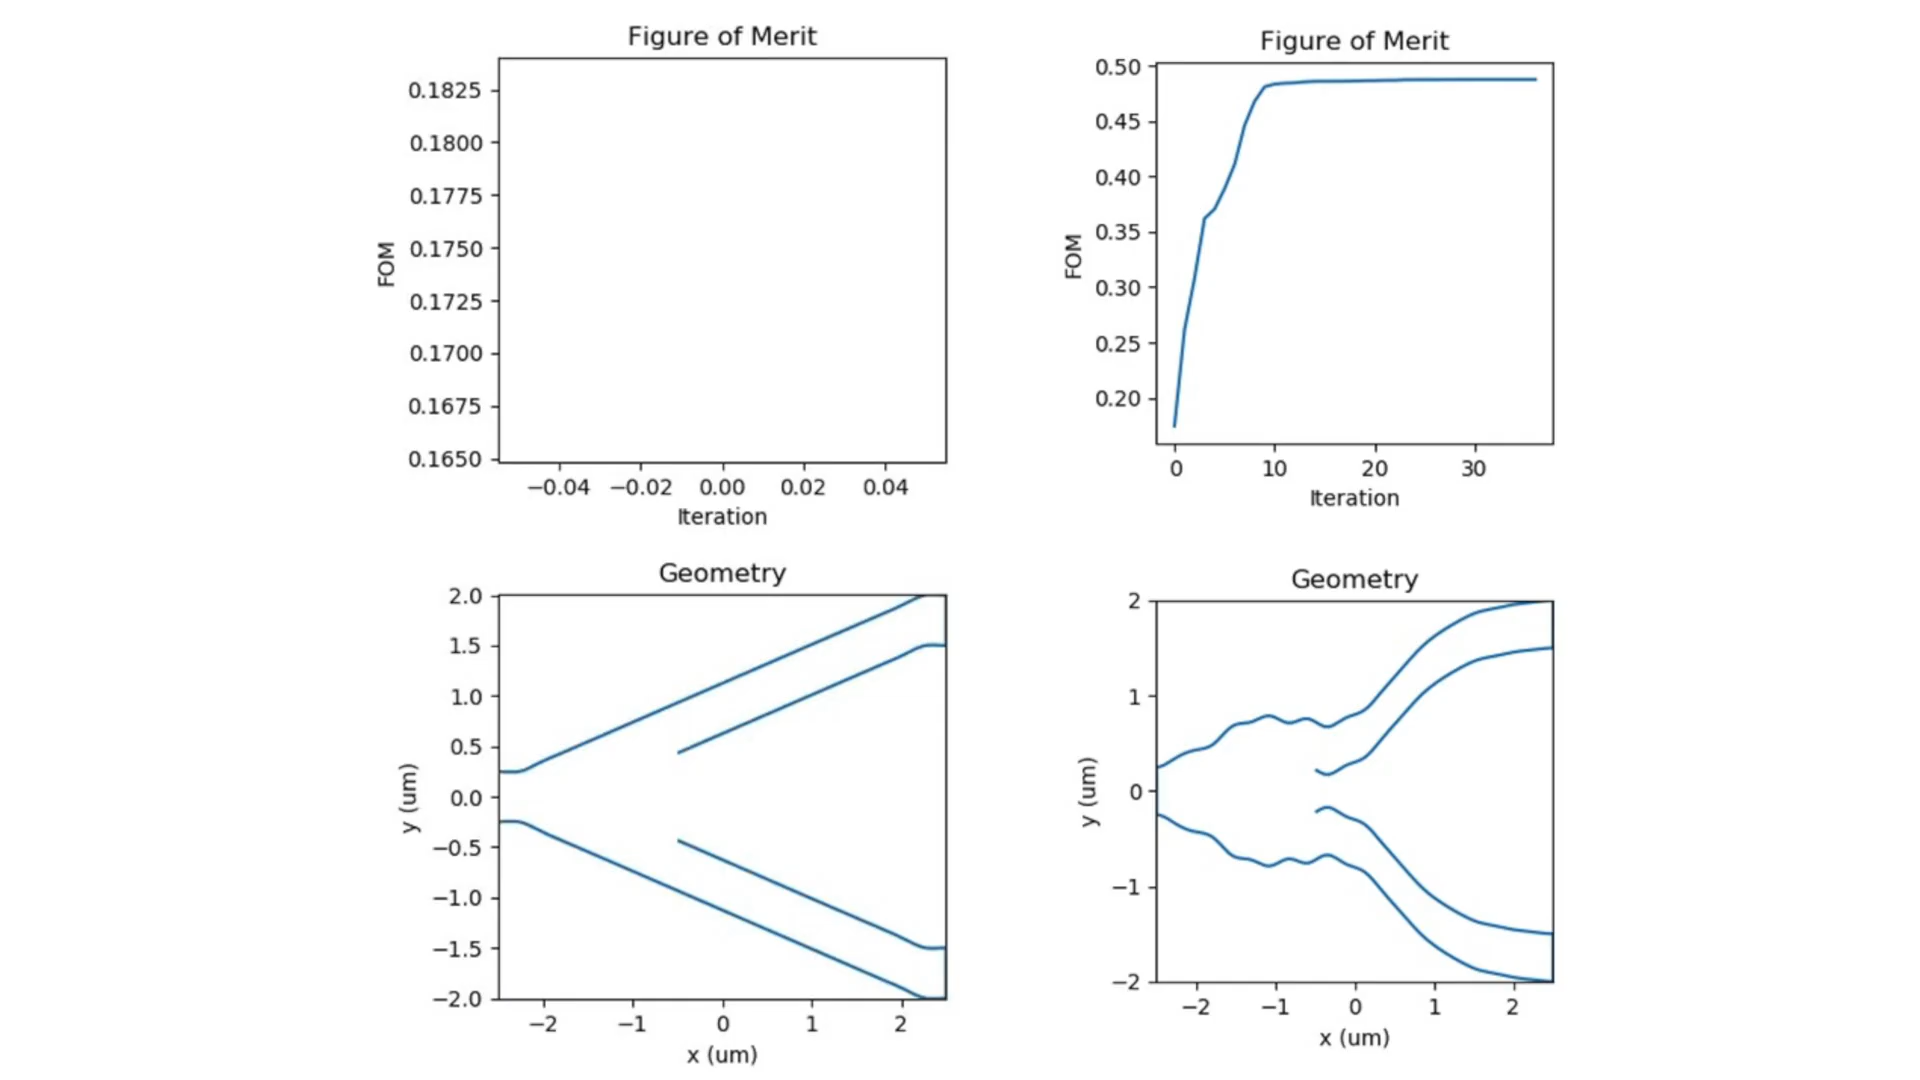 Figure of Merit
FOM
0.1825
0.1800
0.1775
0.1750
0.1725
0.1700
0.1675
0.1650
−0.04 −0.02 0.00 0.02 0.04
Iteration
Figure of Merit
FOM
0.50
0.45
0.40
0.35
0.30
0.25
0.20
0 10 20 30
Iteration
Geometry
y (um)
2.0
1.5
1.0
0.5
0.0
−0.5
−1.0
−1.5
−2.0
−2 −1 0 1 2
x (um)
Geometry
y (um)
2
1
0
−1
−2
−2 −1 0 1 2
x (um)